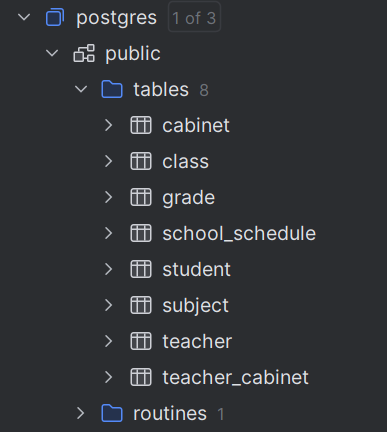 postgres 1 of 3
public
tables 8
cabinet
class
grade
school_schedule
student
subject
teacher
teacher_cabinet
routines 1